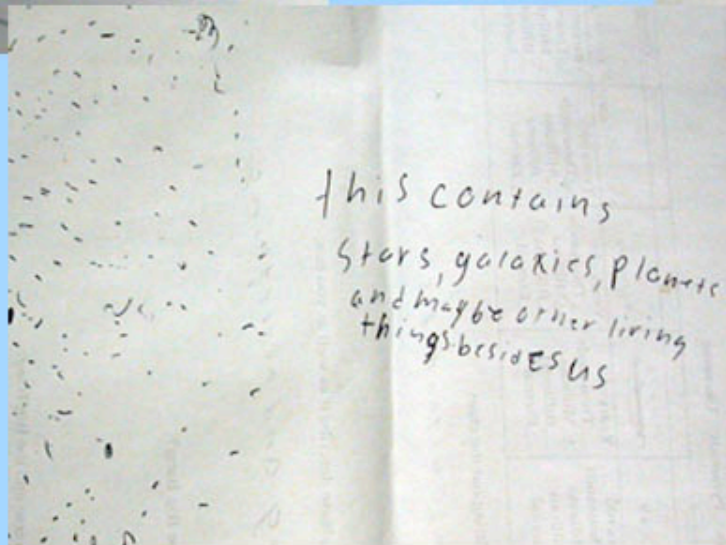 this contains
stars, galaxies, planets
and maybe other living
things besides us